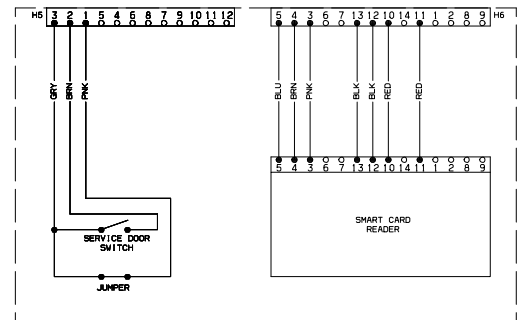 H5 3 2 1 5 4 6 8 7 9 10 11 12
5 4 3 6 7 13 12 10 14 11 1 2 8 9 H6
GRY BRN PNK
BLU BRN PNK BLK BLK RED RED
5 4 3 6 7 13 12 10 14 11 1 2 8 9
SMART CARD
READER
SERVICE DOOR
SWITCH
JUMPER